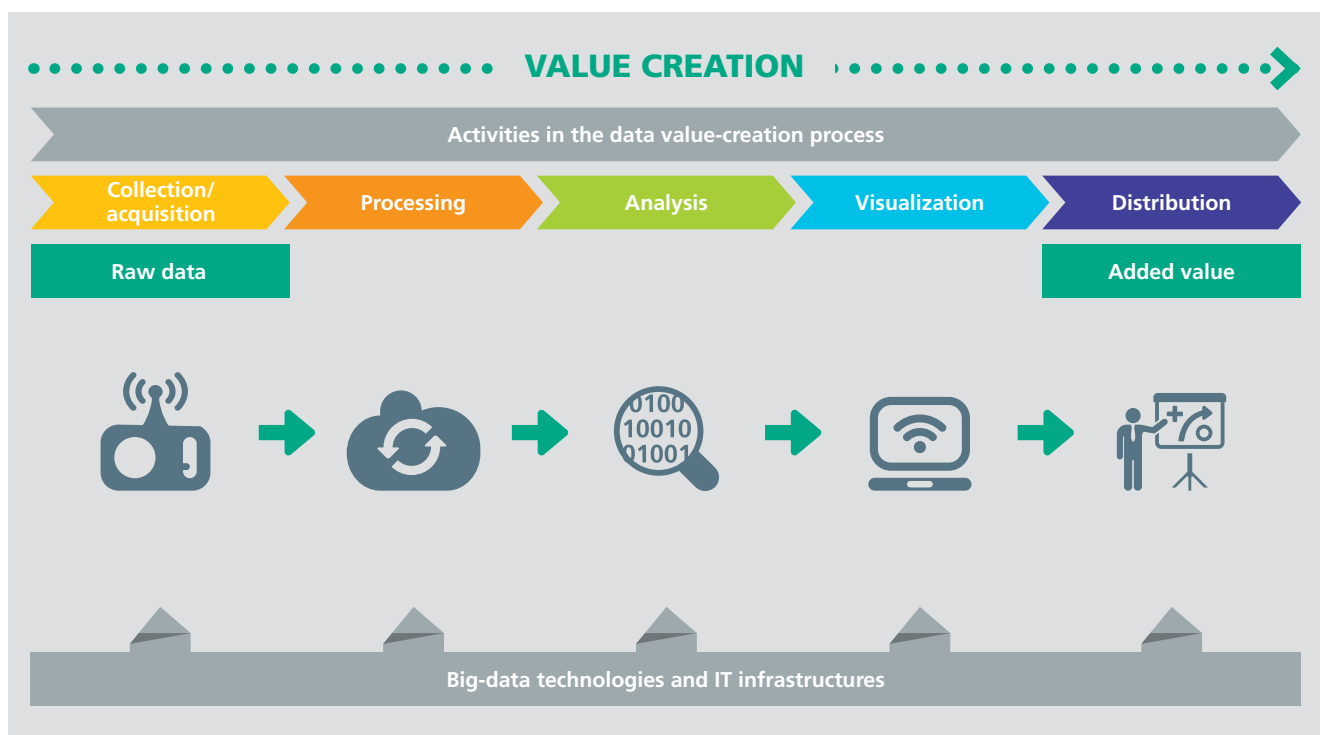 VALUE CREATION
Activities in the data value-creation process
Collection/
acquisition
Processing
Analysis
Visualization
Distribution
Raw data
Added value
0100
10010
01001
Big-data technologies and IT infrastructures